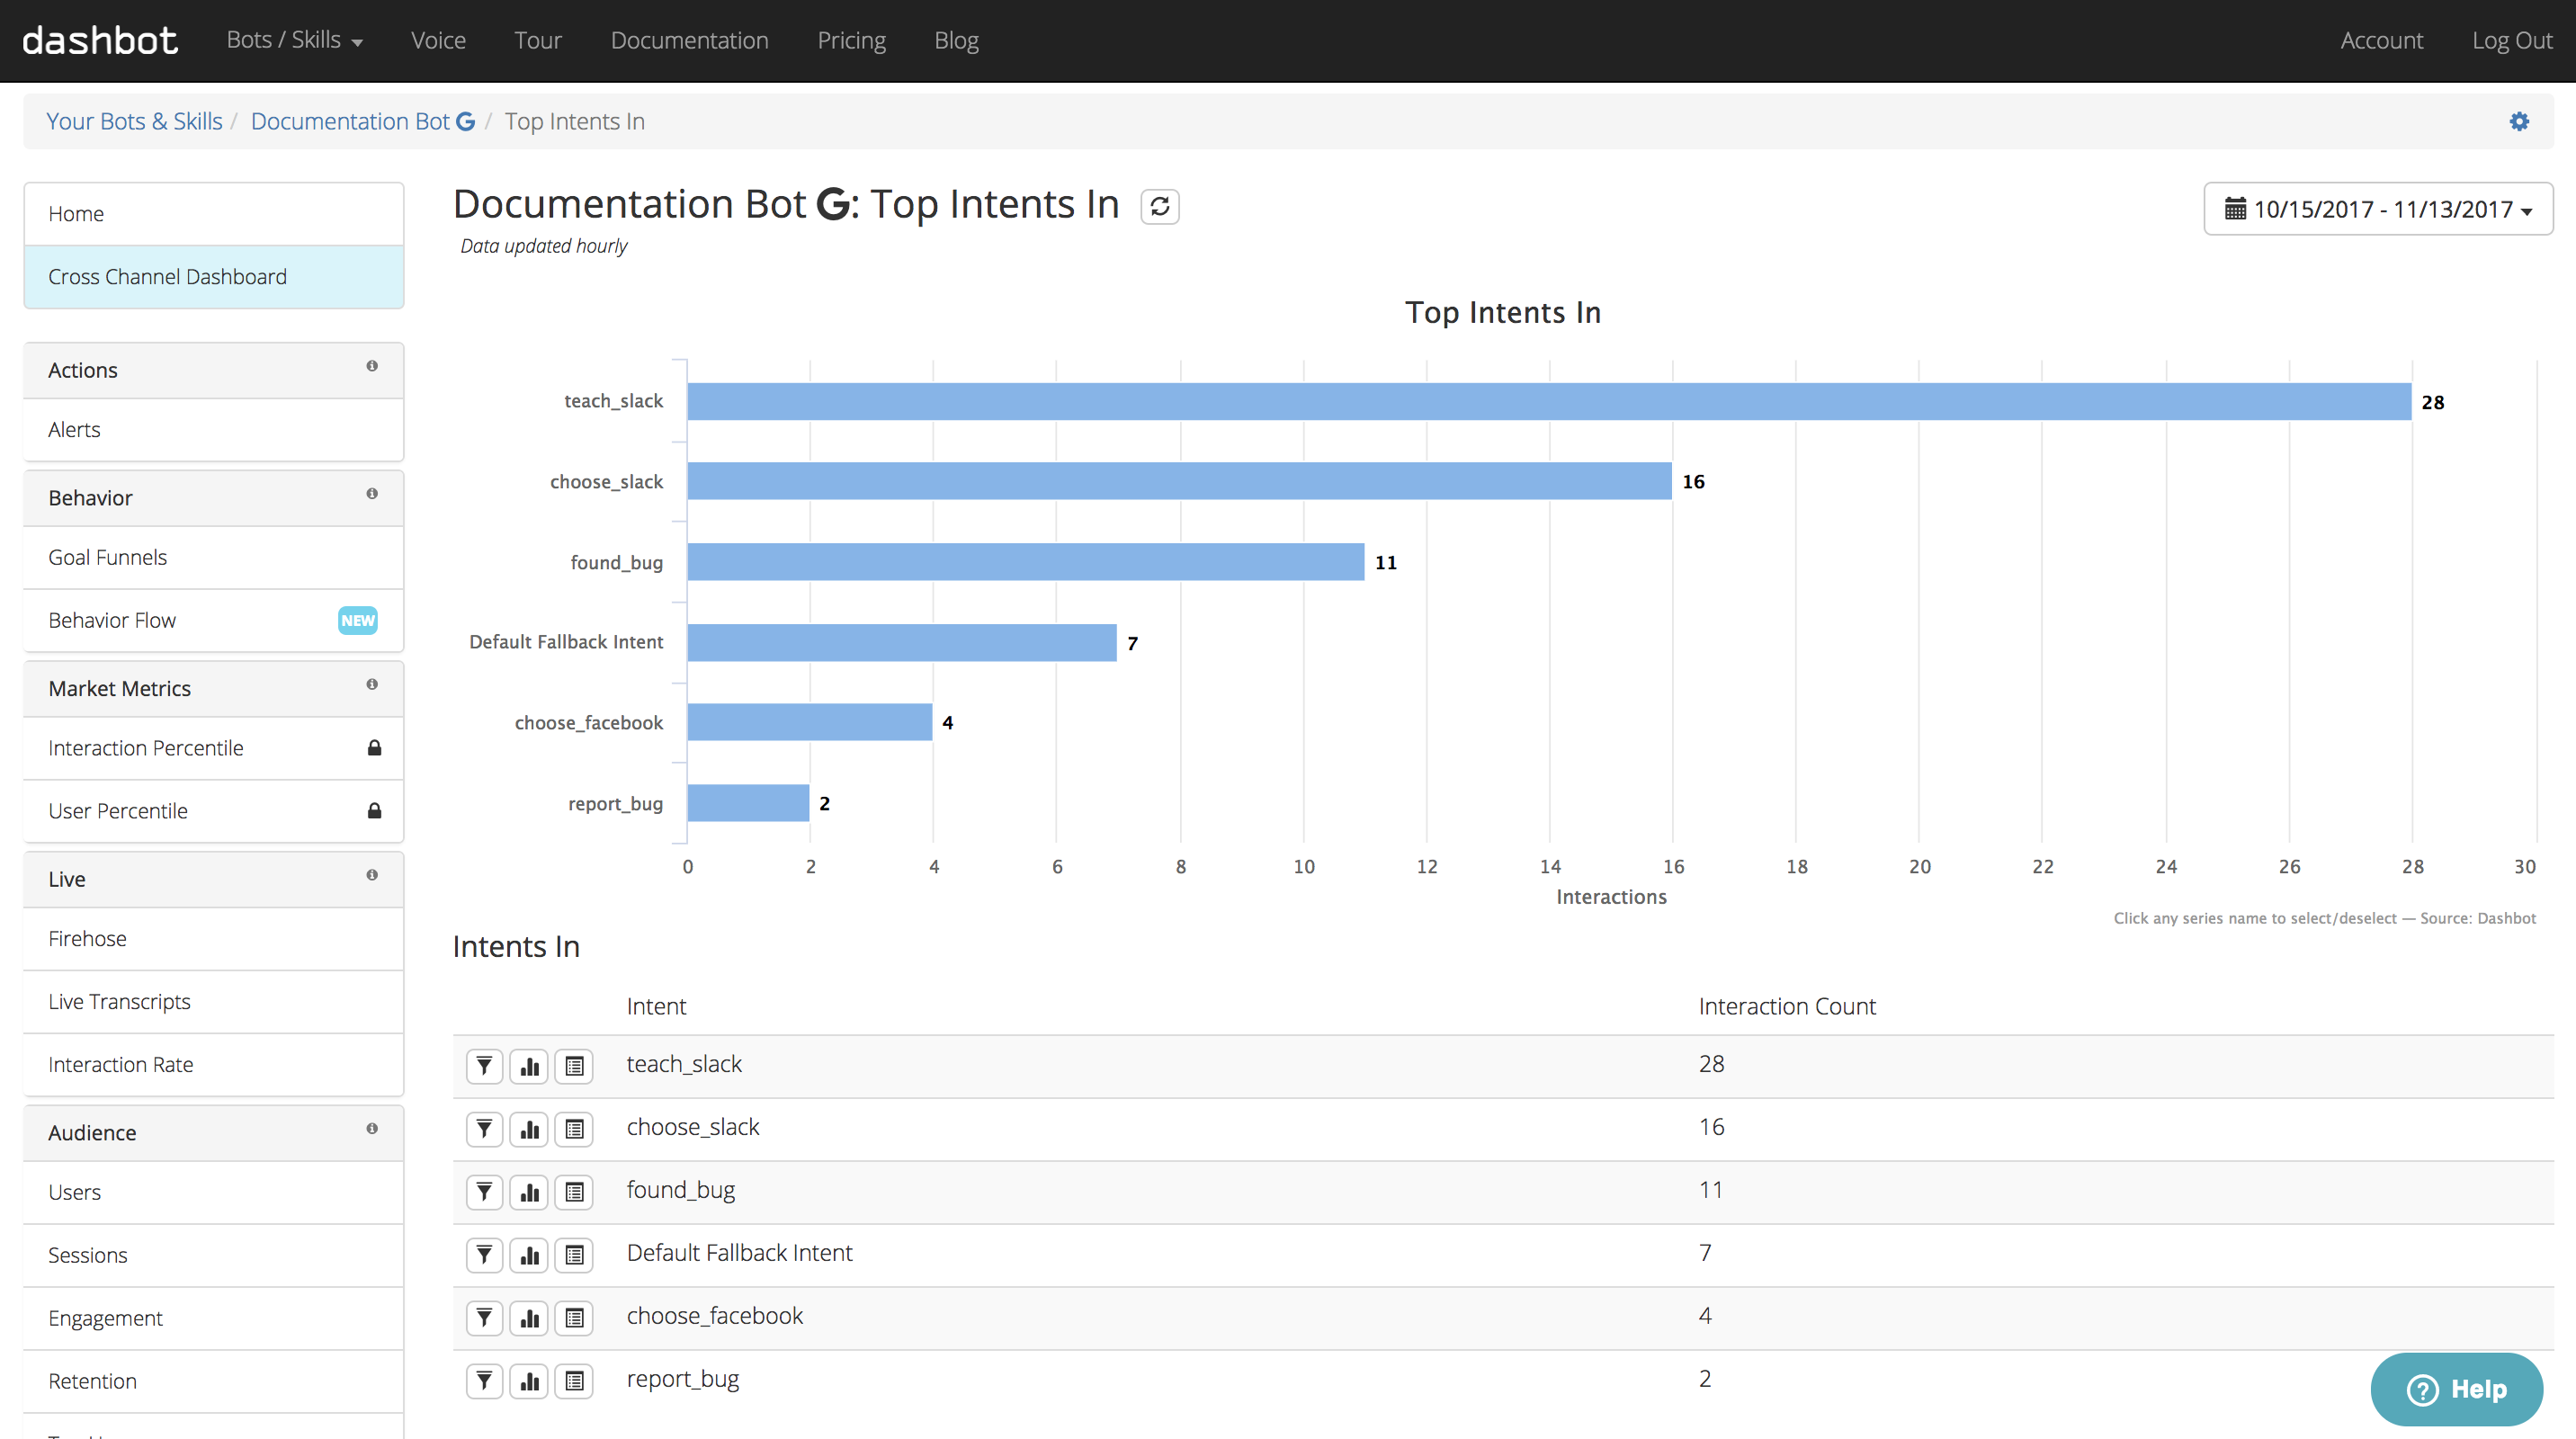 dashbot Bots / Skills Voice Tour Documentation Pricing Blog Account Log Out
Your Bots & Skills / Documentation Bot G / Top Intents In
Home
Cross Channel Dashboard
Actions
Alerts
Behavior
Goal Funnels
Behavior Flow NEW
Market Metrics
Interaction Percentile
User Percentile
Live
Firehose
Live Transcripts
Interaction Rate
Audience
Users
Sessions
Engagement
Retention
Documentation Bot G: Top Intents In
10/15/2017 - 11/13/2017
Data updated hourly
Top Intents In
teach_slack 28
choose_slack 16
found_bug 11
Default Fallback Intent 7
choose_facebook 4
report_bug 2
0 2 4 6 8 10 12 14 16 18 20 22 24 26 28 30
Interactions
Click any series name to select/deselect — Source: Dashbot
Intents In
Intent Interaction Count
teach_slack 28
choose_slack 16
found_bug 11
Default Fallback Intent 7
choose_facebook 4
report_bug 2
? Help